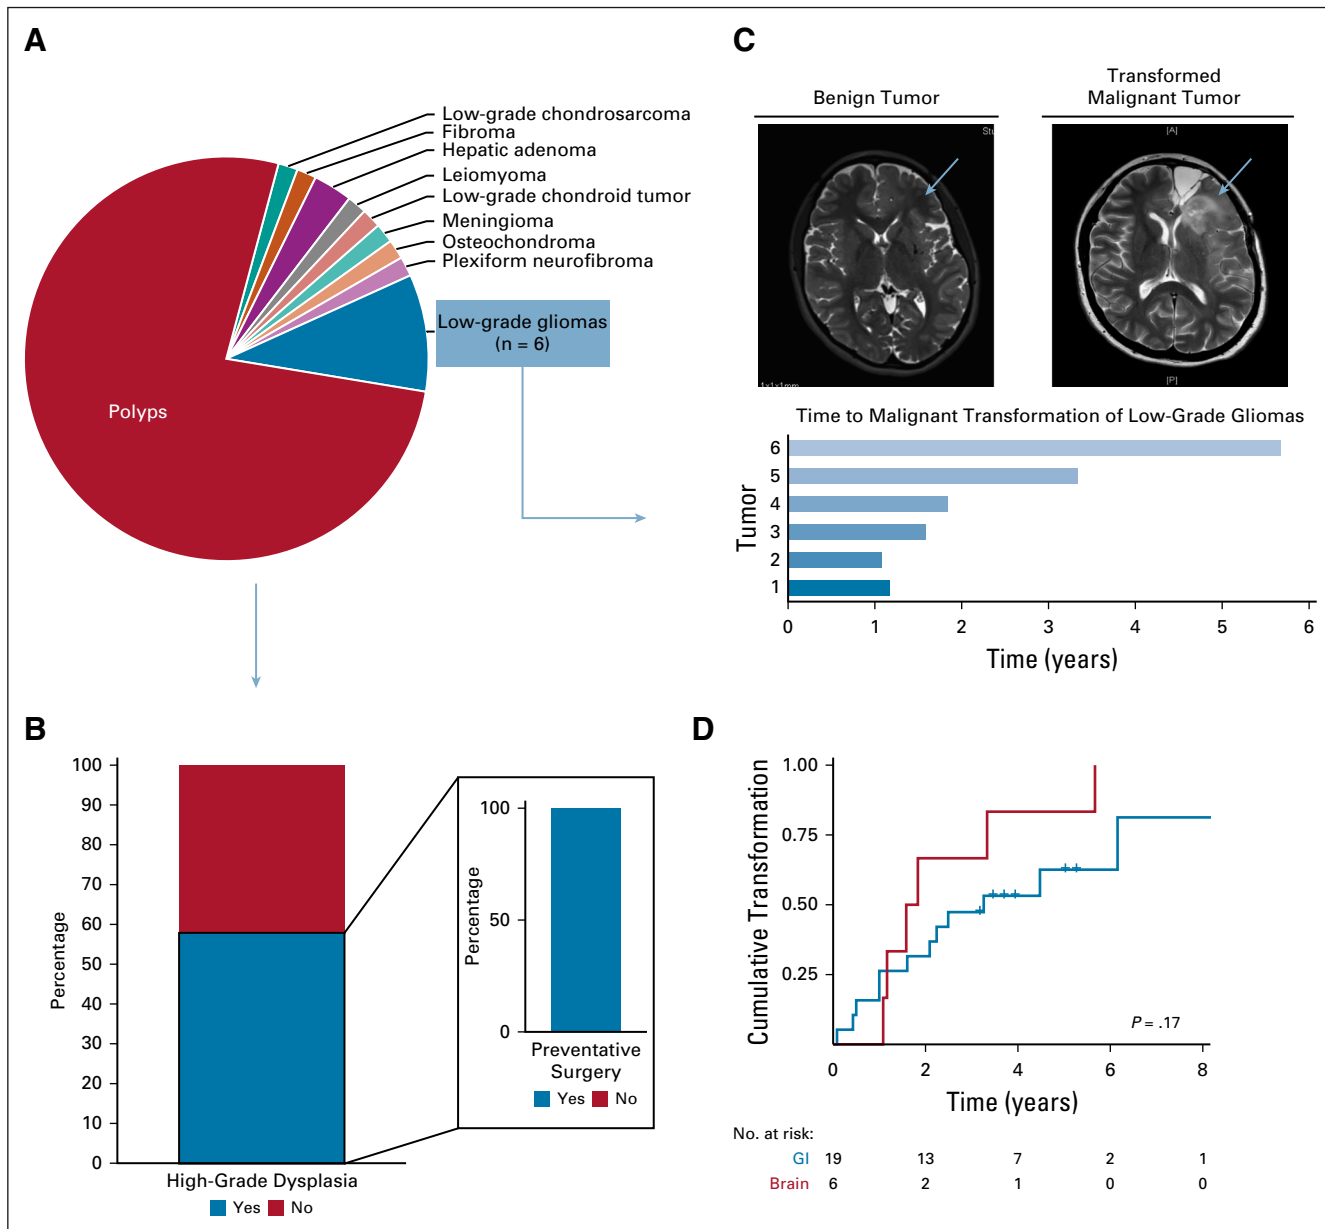 A
Low-grade chondrosarcoma
Fibroma
Hepatic adenoma
Leiomyoma
Low-grade chondroid tumor
Meningioma
Osteochondroma
Plexiform neurofibroma
Low-grade gliomas
(n = 6)
Polyps
C
Benign Tumor
Transformed
Malignant Tumor
Stu
1x1x1mm
[A]
[P]
Time to Malignant Transformation of Low-Grade Gliomas
Tumor
6
5
4
3
2
1
0 1 2 3 4 5 6
Time (years)
B
Percentage
100
90
80
70
60
50
40
30
20
10
0
High-Grade Dysplasia
Yes No
Percentage
100
50
0
Preventative
Surgery
Yes No
D
Cumulative Transformation
1.00
0.75
0.50
0.25
P = .17
0 2 4 6 8
Time (years)
No. at risk:
GI 19 13 7 2 1
Brain 6 2 1 0 0